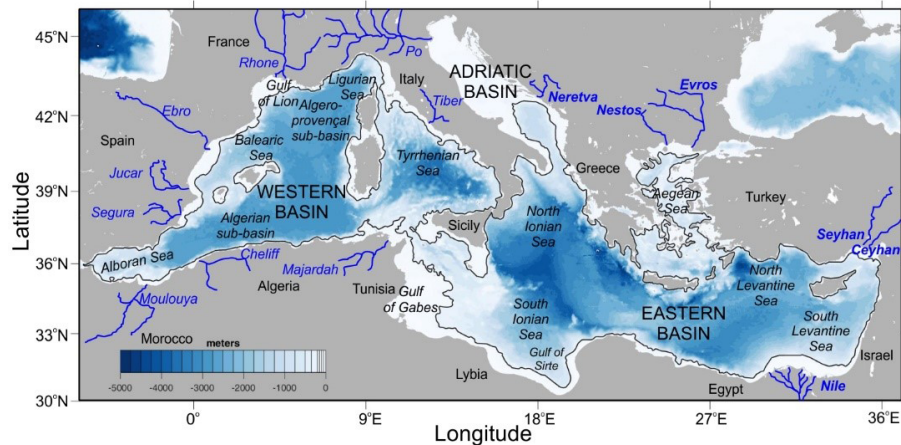 45°N
42°N
39°N
36°N
33°N
30°N
Latitude
France
Rhone
Po
Gulf
of Lion
Ligurian
Sea
Italy
ADRIATIC
BASIN
Neretva
Nestos
Evros
Ebro
Algero-
provençal
sub-basin
Tiber
Spain
Balearic
Sea
Tyrrhenian
Sea
Greece
Jucar
WESTERN
BASIN
Aegean
Sea
Turkey
Segura
Algerian
sub-basin
Sicily
North
Ionian
Sea
Seyhan
Ceyhan
Alboran Sea
Cheliff
Majardah
North
Levantine
Sea
Moulouya
Algeria
Tunisia
Gulf
of Gabes
South
Ionian
Sea
EASTERN
BASIN
South
Levantine
Sea
Morocco
meters
-5000 -4000 -3000 -2000 -1000 0
Gulf of
Sirte
Israel
Lybia
Egypt
Nile
0° 9°E 18°E 27°E 36°E
Longitude